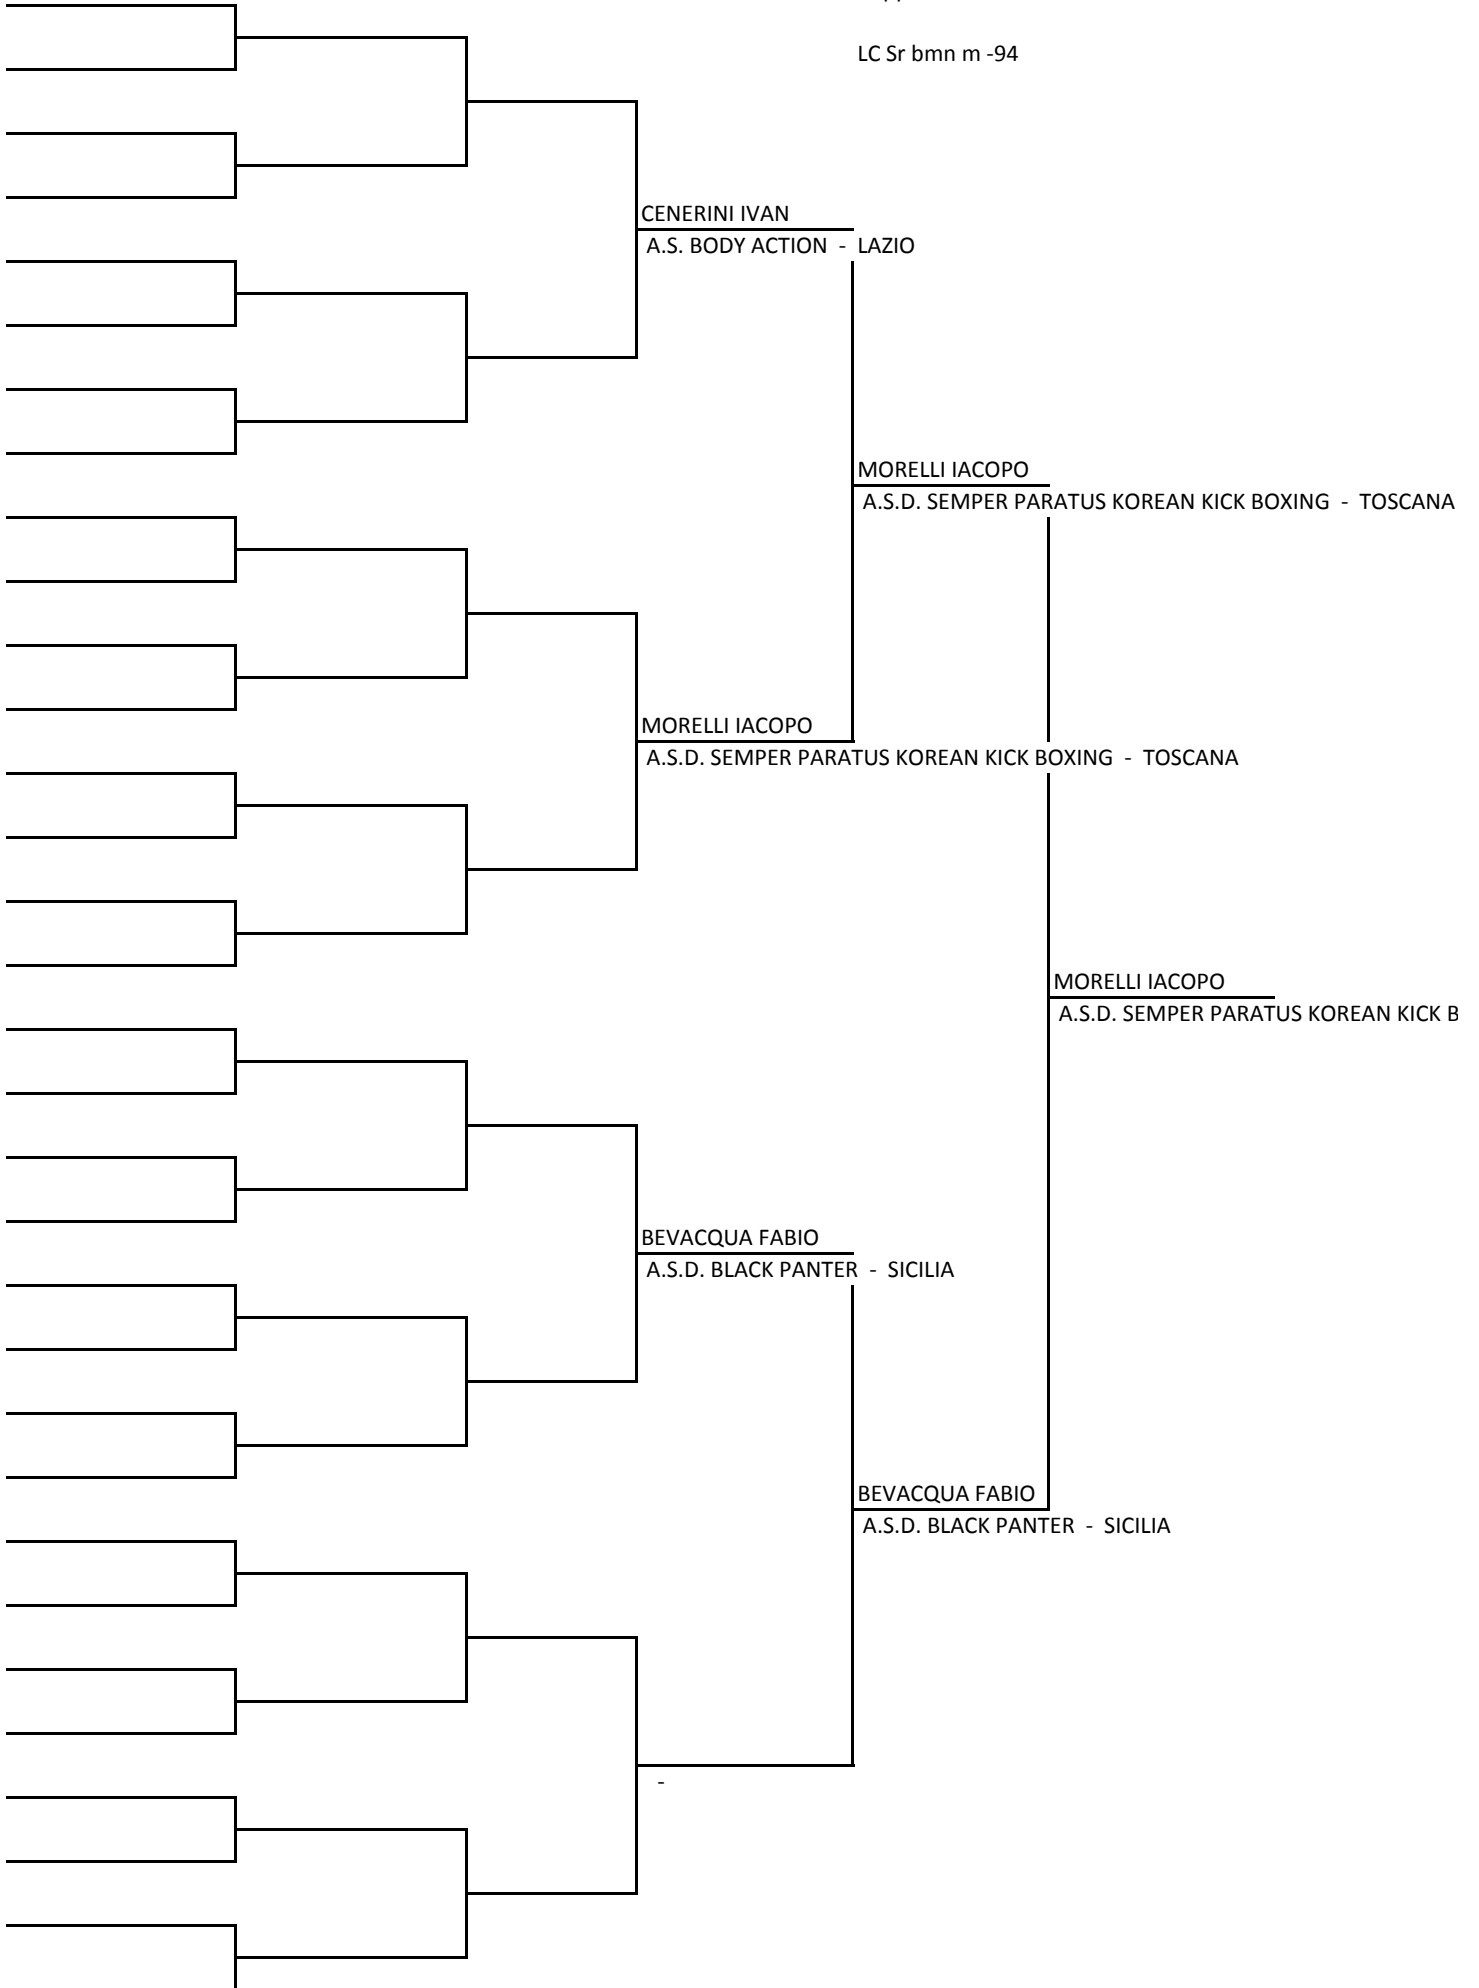 LC Sr bmn m -94
CENERINI IVAN
A.S. BODY ACTION - LAZIO
MORELLI IACOPO
A.S.D. SEMPER PARATUS KOREAN KICK BOXING - TOSCANA
MORELLI IACOPO
A.S.D. SEMPER PARATUS KOREAN KICK BOXING - TOSCANA
MORELLI IACOPO
A.S.D. SEMPER PARATUS KOREAN KICK B
BEVACQUA FABIO
A.S.D. BLACK PANTER - SICILIA
BEVACQUA FABIO
A.S.D. BLACK PANTER - SICILIA
-